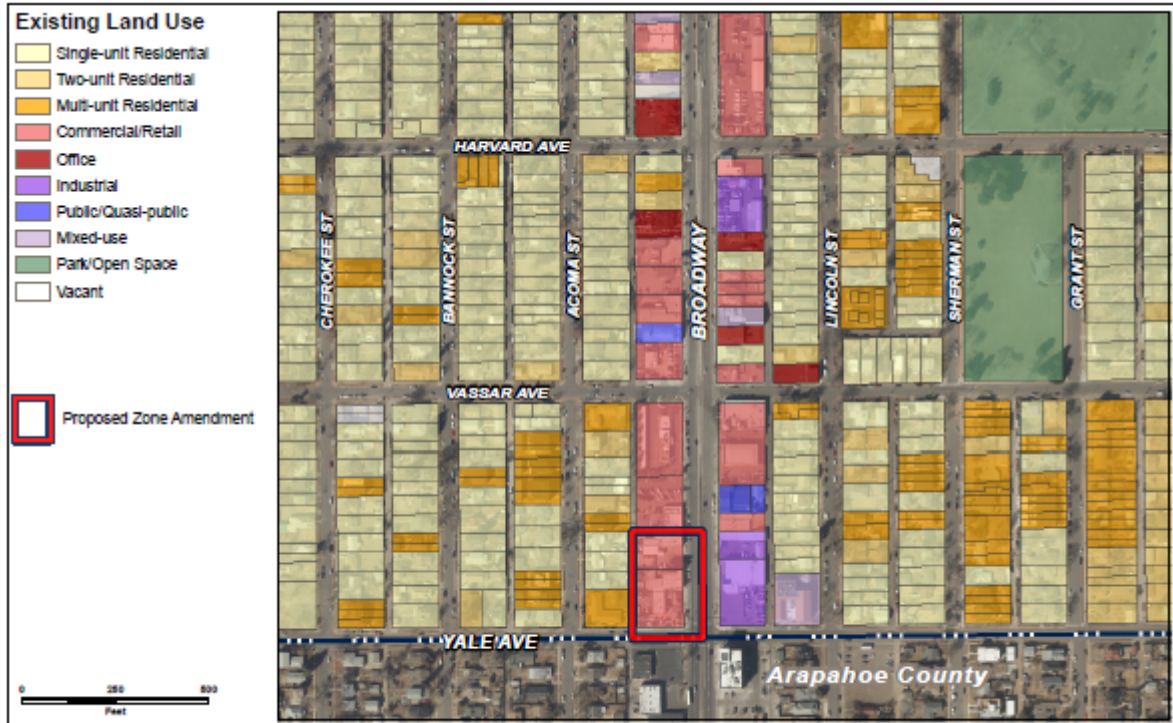 Existing Land Use
Single-unit Residential
Two-unit Residential
Multi-unit Residential
Commercial/Retail
Office
Industrial
Public/Quasi-public
Mixed-use
Park/Open Space
Vacant
Proposed Zone Amendment
0 250 500
Feet
HARVARD AVE
CHEROKEE ST
BANNOCK ST
ACOMA ST
BROADWAY
LINCOLN ST
SHERMAN ST
GRANT ST
VASSAR AVE
YALE AVE
Arapahoe County